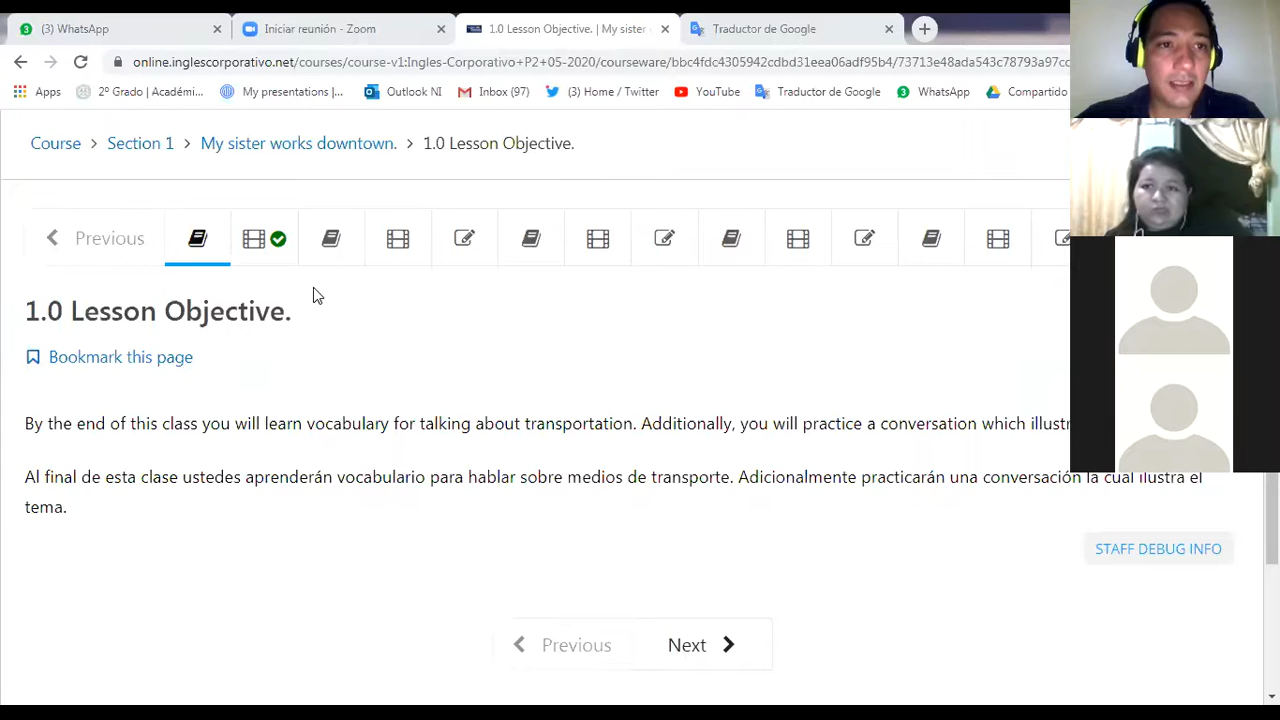 (3) WhatsApp
Iniciar reunión - Zoom
1.0 Lesson Objective. | My sister
Traductor de Google
online.inglescorporativo.net/courses/course-v1:Ingles-Corporativo+P2+05-2020/courseware/bbc4fdc4305942cdbd31eea06adf95b4/73713e48ada543c78793a97cc
Apps
2º Grado | Académi...
My presentations |...
Outlook NI
Inbox (97)
(3) Home / Twitter
YouTube
Traductor de Google
WhatsApp
Compartido
Course > Section 1 > My sister works downtown. > 1.0 Lesson Objective.
Previous
1.0 Lesson Objective.
Bookmark this page
By the end of this class you will learn vocabulary for talking about transportation. Additionally, you will practice a conversation which illustr
Al final de esta clase ustedes aprenderán vocabulario para hablar sobre medios de transporte. Adicionalmente practicarán una conversación la cual ilustra el
tema.
STAFF DEBUG INFO
Previous
Next